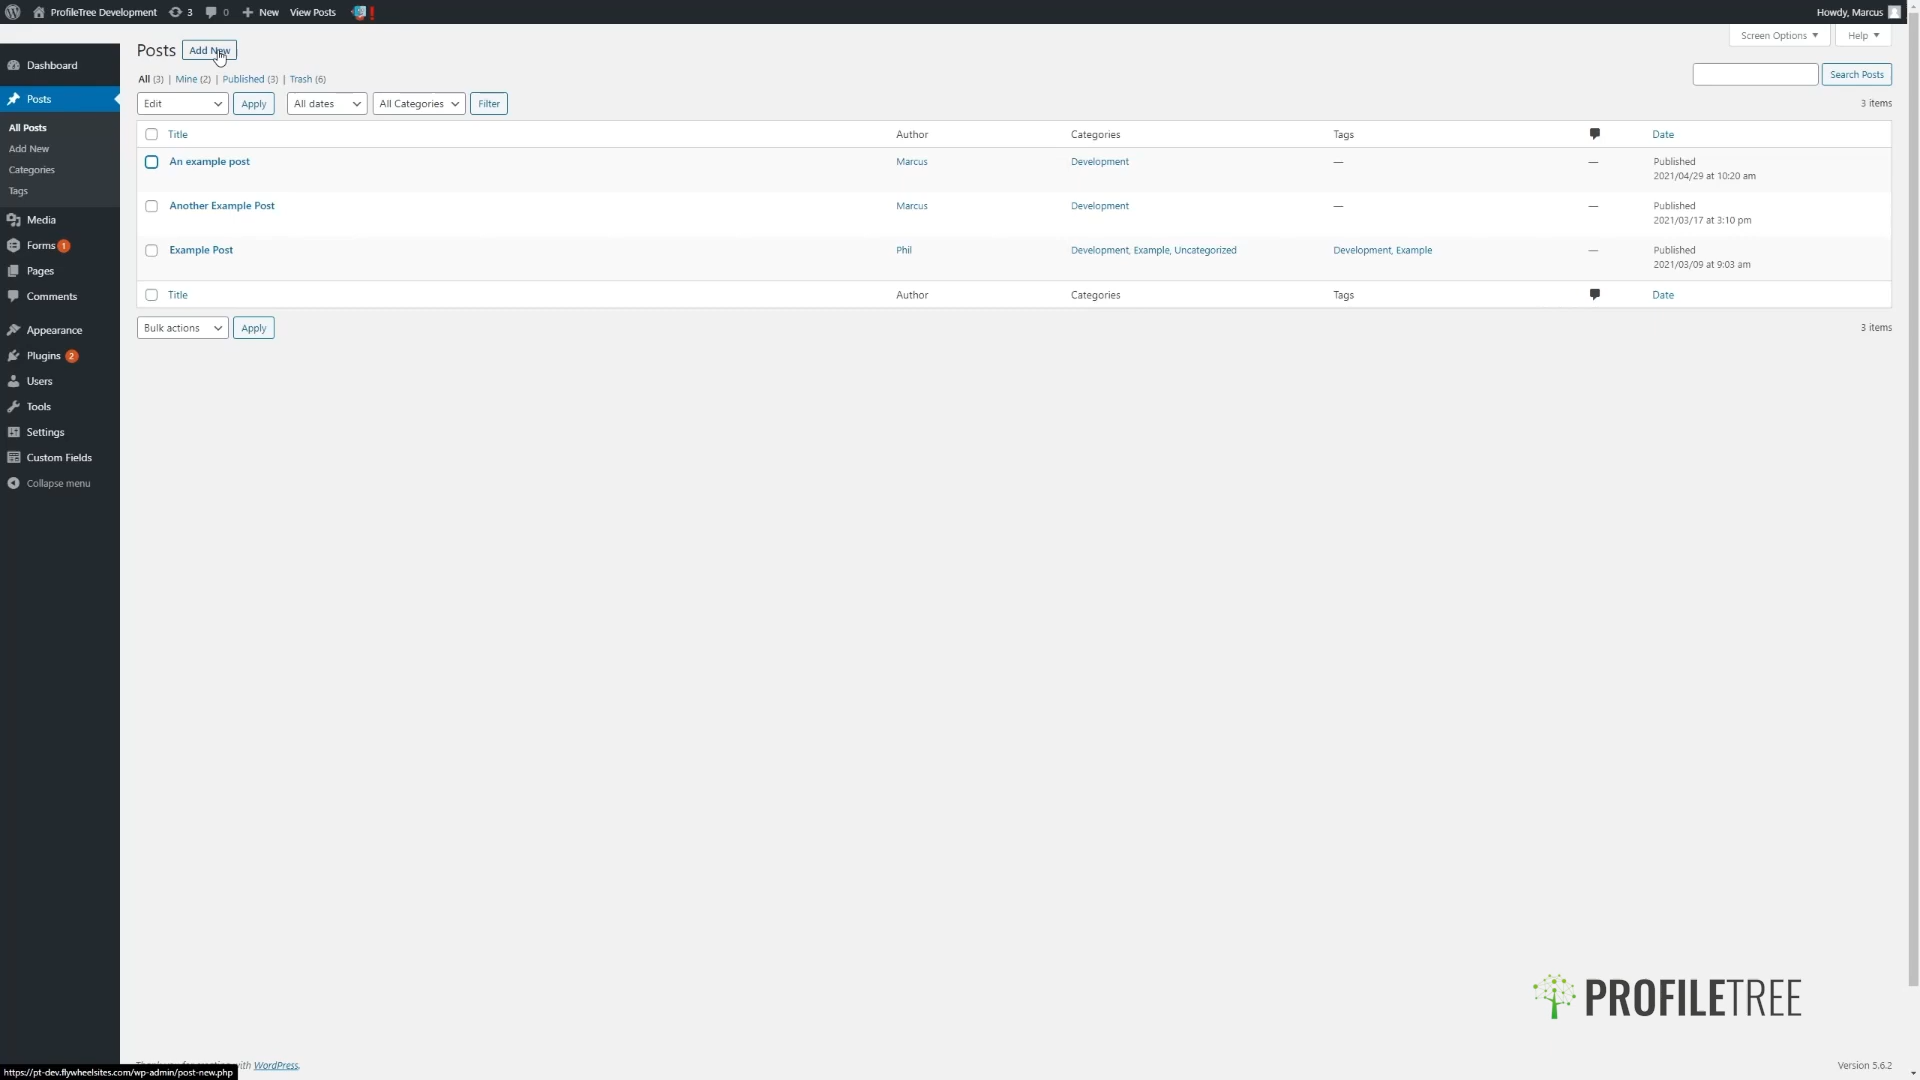 ProfileTree Development 3 0 New View Posts ! Howdy, Marcus
Posts Add New Screen Options Help
All (3) | Mine (2) | Published (3) | Trash (6) Search Posts
Edit Apply All dates All Categories Filter 3 items
Title Author Categories Tags Date
An example post Marcus Development — — Published
2021/04/29 at 10:20 am
Another Example Post Marcus Development — — Published
2021/03/17 at 3:10 pm
Example Post Phil Development, Example, Uncategorized Development, Example — Published
2021/03/09 at 9:03 am
Title Author Categories Tags Date
Bulk actions Apply 3 items
Dashboard
Posts
All Posts
Add New
Categories
Tags
Media
Forms 1
Pages
Comments
Appearance
Plugins 2
Users
Tools
Settings
Custom Fields
Collapse menu
PROFILETREE
with WordPress. Version 5.6.2
https://pt-dev.flywheelsites.com/wp-admin/post-new.php